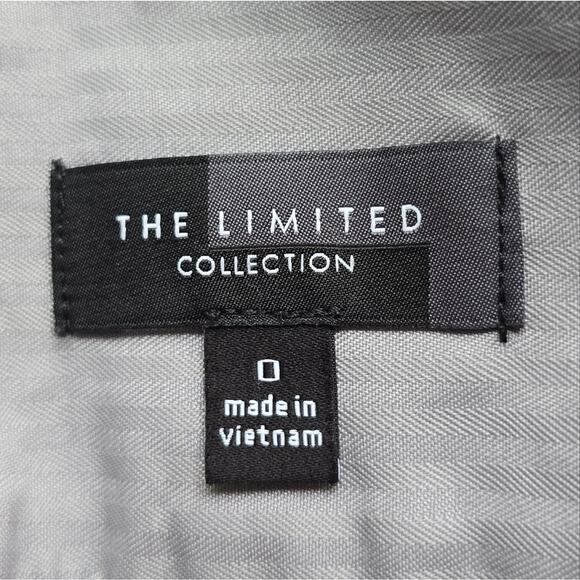 THE LIMITED
COLLECTION
0
made in
vietnam